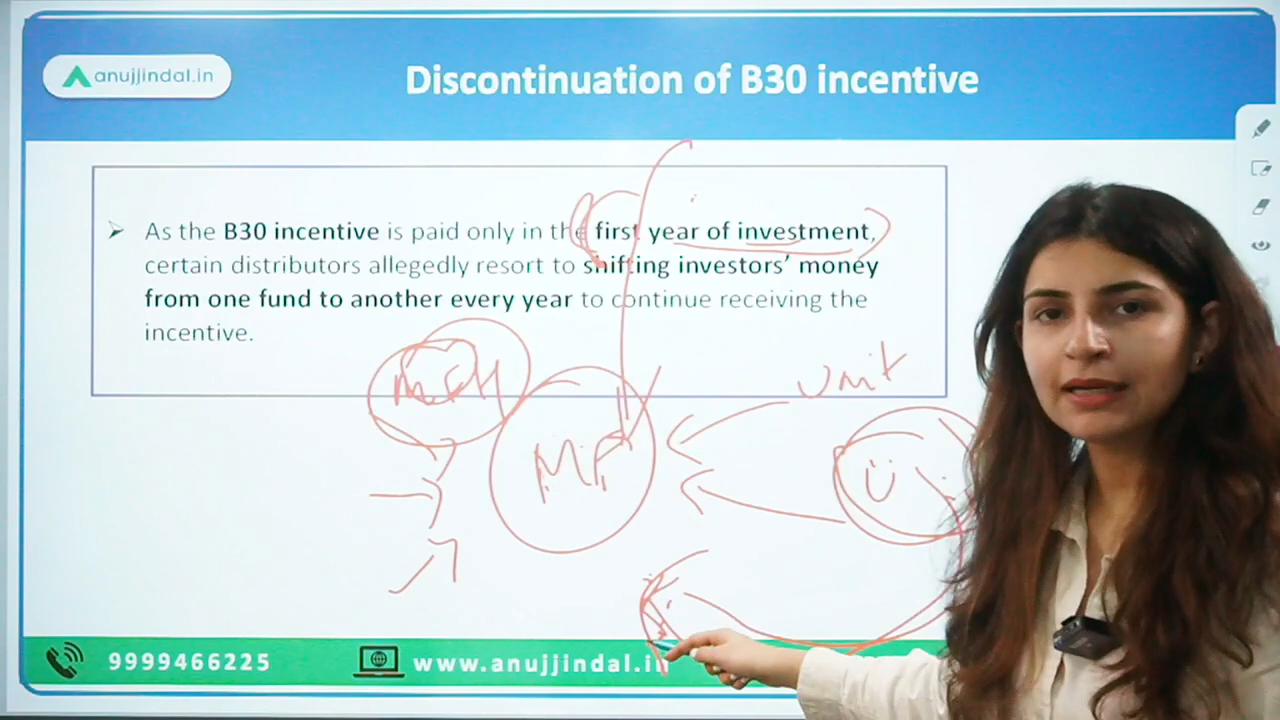 anujjindal.in
Discontinuation of B30 incentive
➢ As the B30 incentive is paid only in the first year of investment,
certain distributors allegedly resort to shifting investors’ money
from one fund to another every year to continue receiving the
incentive.
Unit
MF
9999466225
www.anujjindal.in